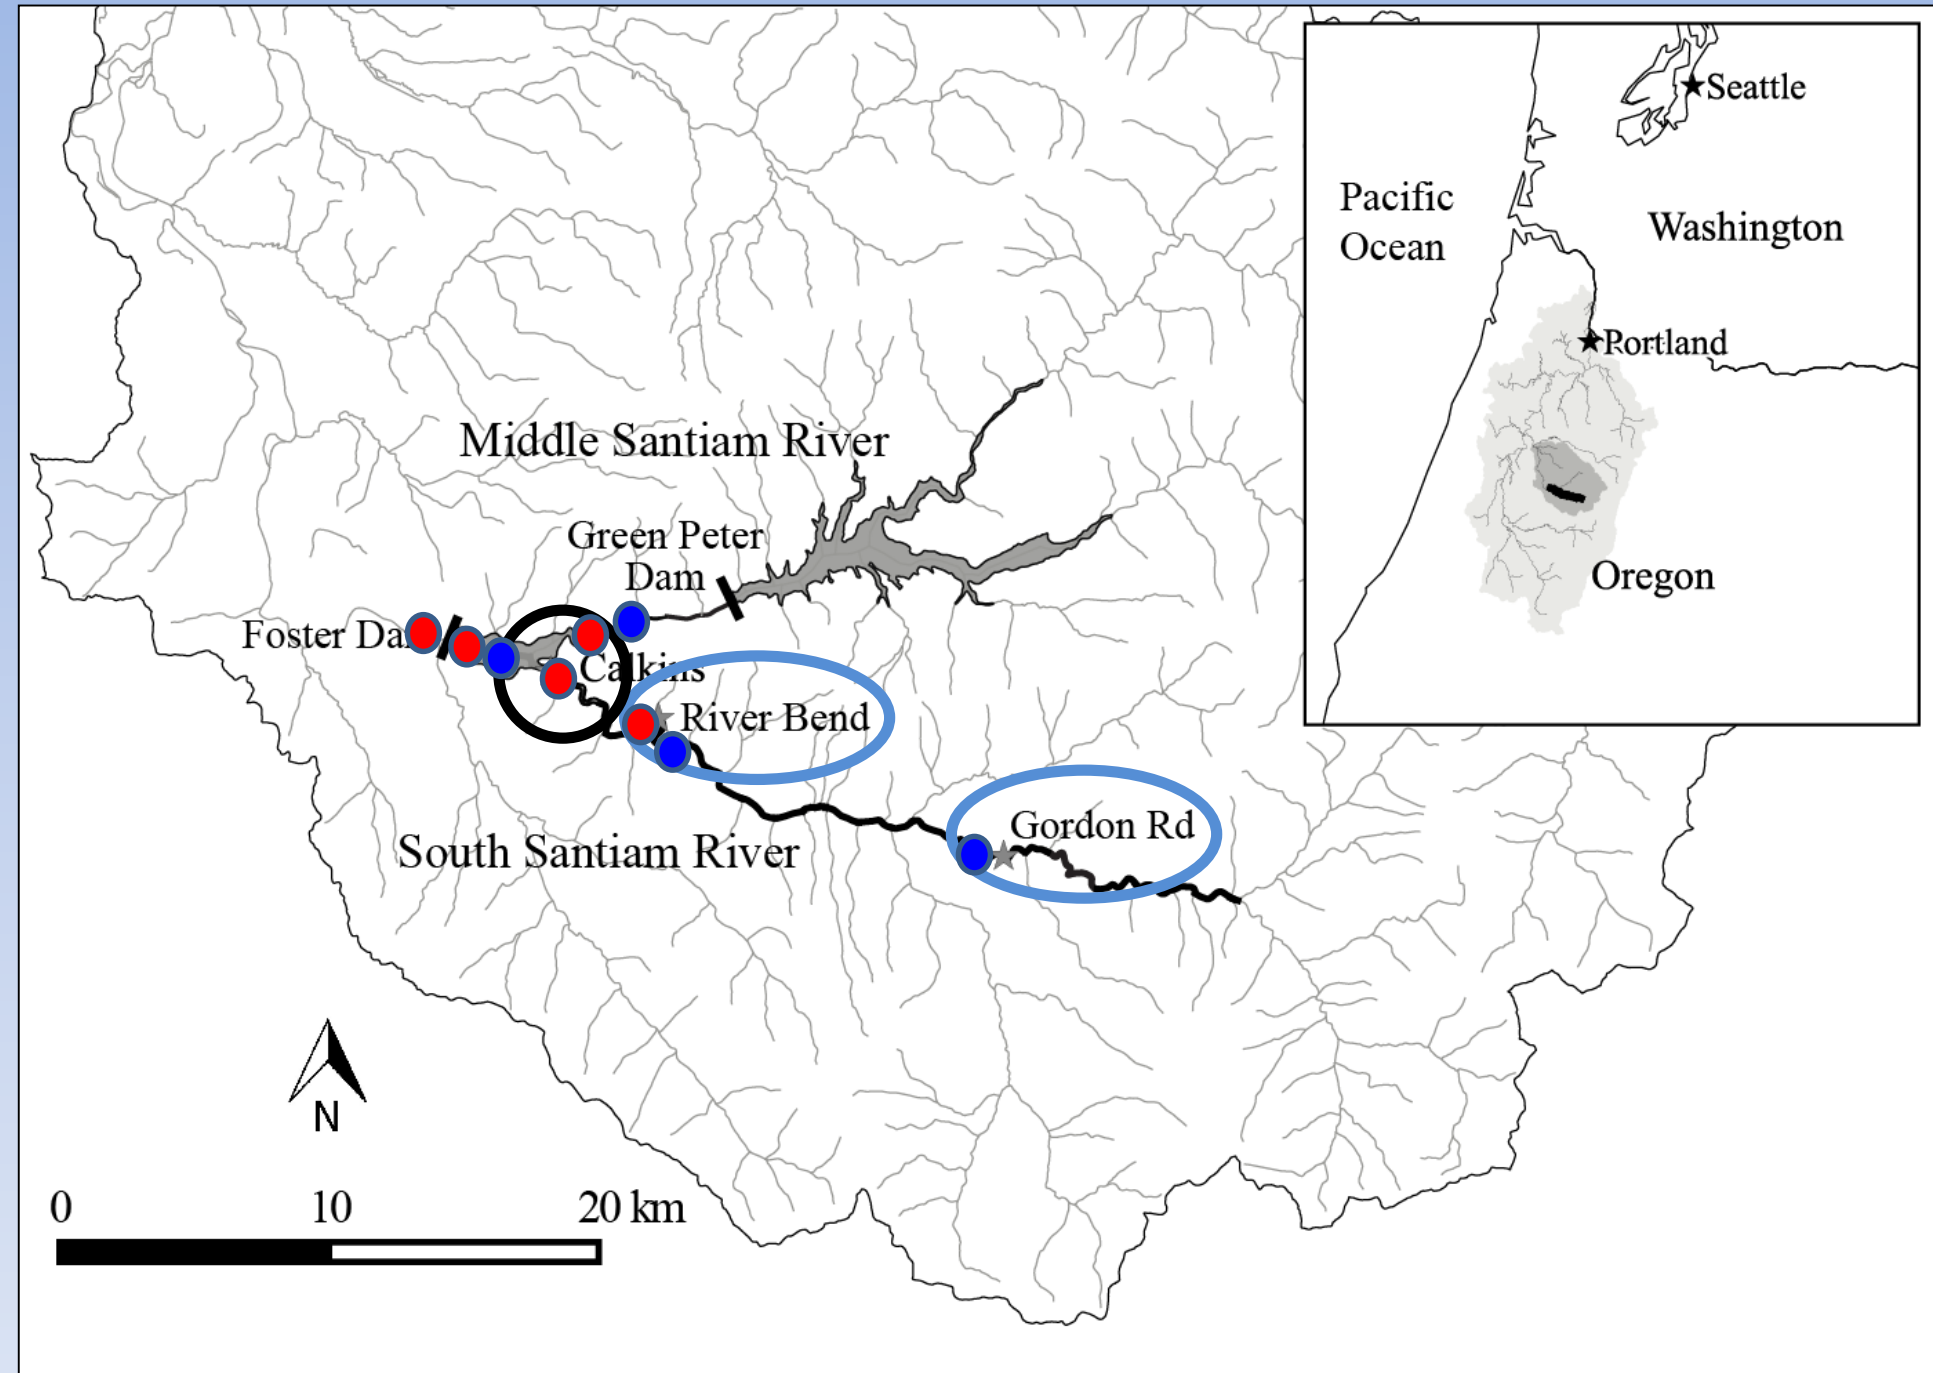 Seattle
Pacific
Ocean
Washington
Portland
Oregon
Middle Santiam River
Green Peter
Dam
Foster Da
Calkins
River Bend
Gordon Rd
South Santiam River
N
0 10 20 km